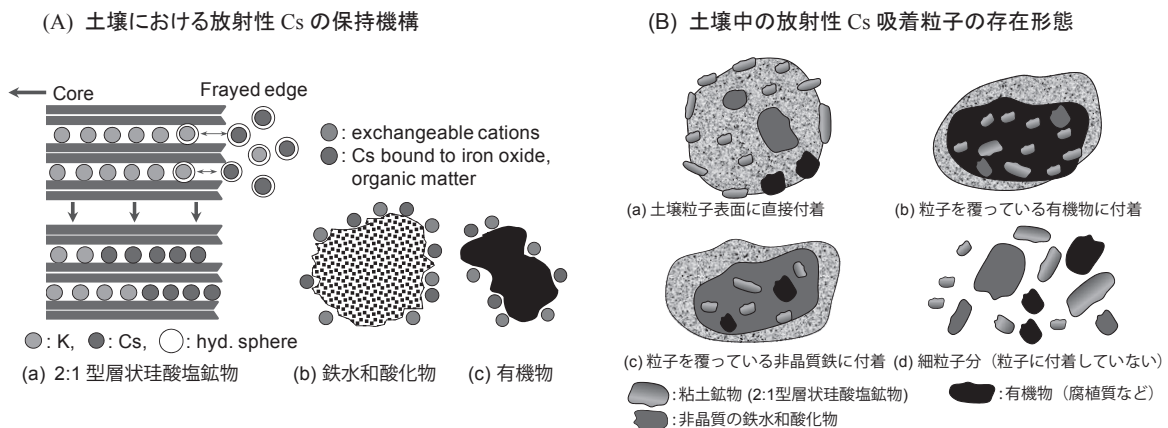 (A) 土壌における放射性 Cs の保持機構
Core
Frayed edge
: exchangeable cations
: Cs bound to iron oxide,
organic matter
: K, : Cs, : hyd. sphere
(a) 2:1 型層状珪酸塩鉱物
(b) 鉄水和酸化物
(c) 有機物
(B) 土壌中の放射性 Cs 吸着粒子の存在形態
(a) 土壌粒子表面に直接付着
(b) 粒子を覆っている有機物に付着
(c) 粒子を覆っている非晶質鉄に付着
(d) 細粒子分（粒子に付着していない）
: 粘土鉱物 (2:1型層状珪酸塩鉱物)
: 有機物（腐植質など）
: 非晶質の鉄水和酸化物